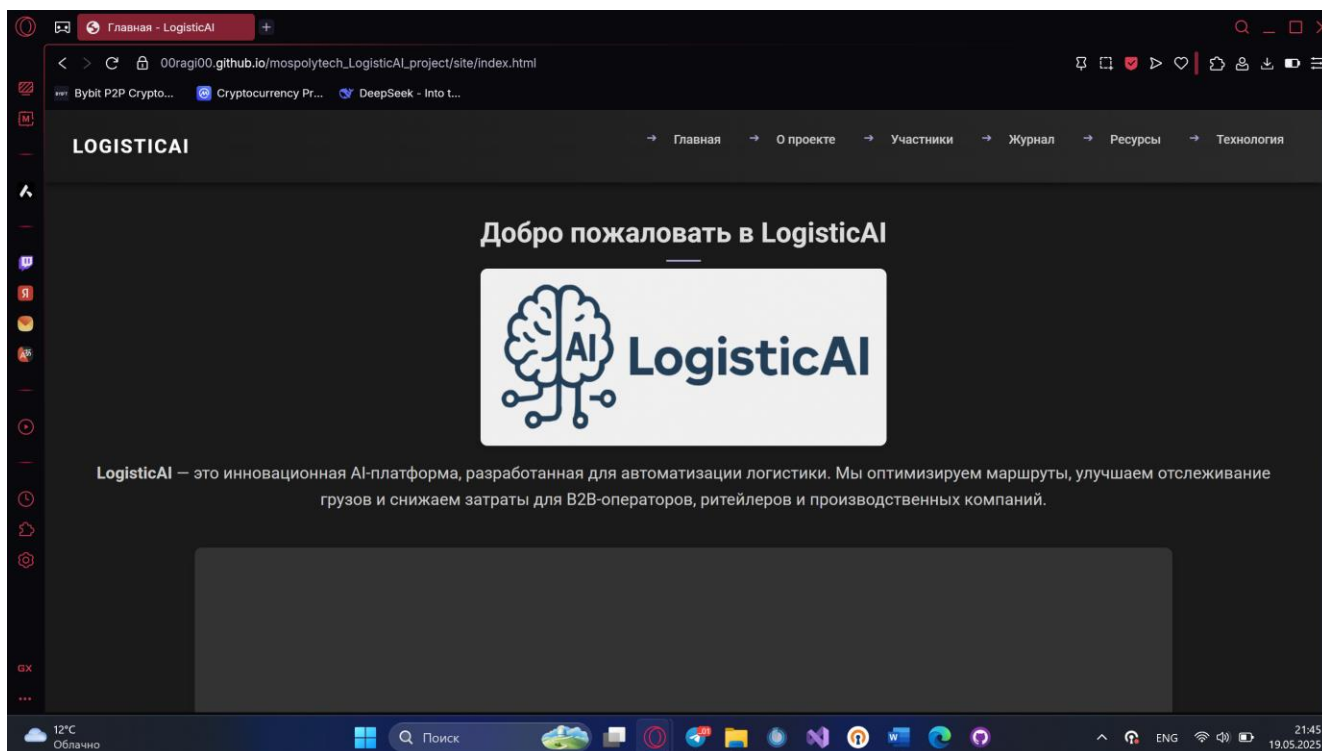 Главная - LogisticAI
00ragi00.github.io/mospolytech_LogisticAI_project/site/index.html
Bybit P2P Crypto... Cryptocurrency Pr... DeepSeek - Into t...
LOGISTICAI
→ Главная → О проекте → Участники → Журнал → Ресурсы → Технология
Добро пожаловать в LogisticAI
AI LogisticAI
LogisticAI — это инновационная AI-платформа, разработанная для автоматизации логистики. Мы оптимизируем маршруты, улучшаем отслеживание
грузов и снижаем затраты для B2B-операторов, ритейлеров и производственных компаний.
GX
12°C
Облачно
Поиск
ENG
21:45
19.05.2025